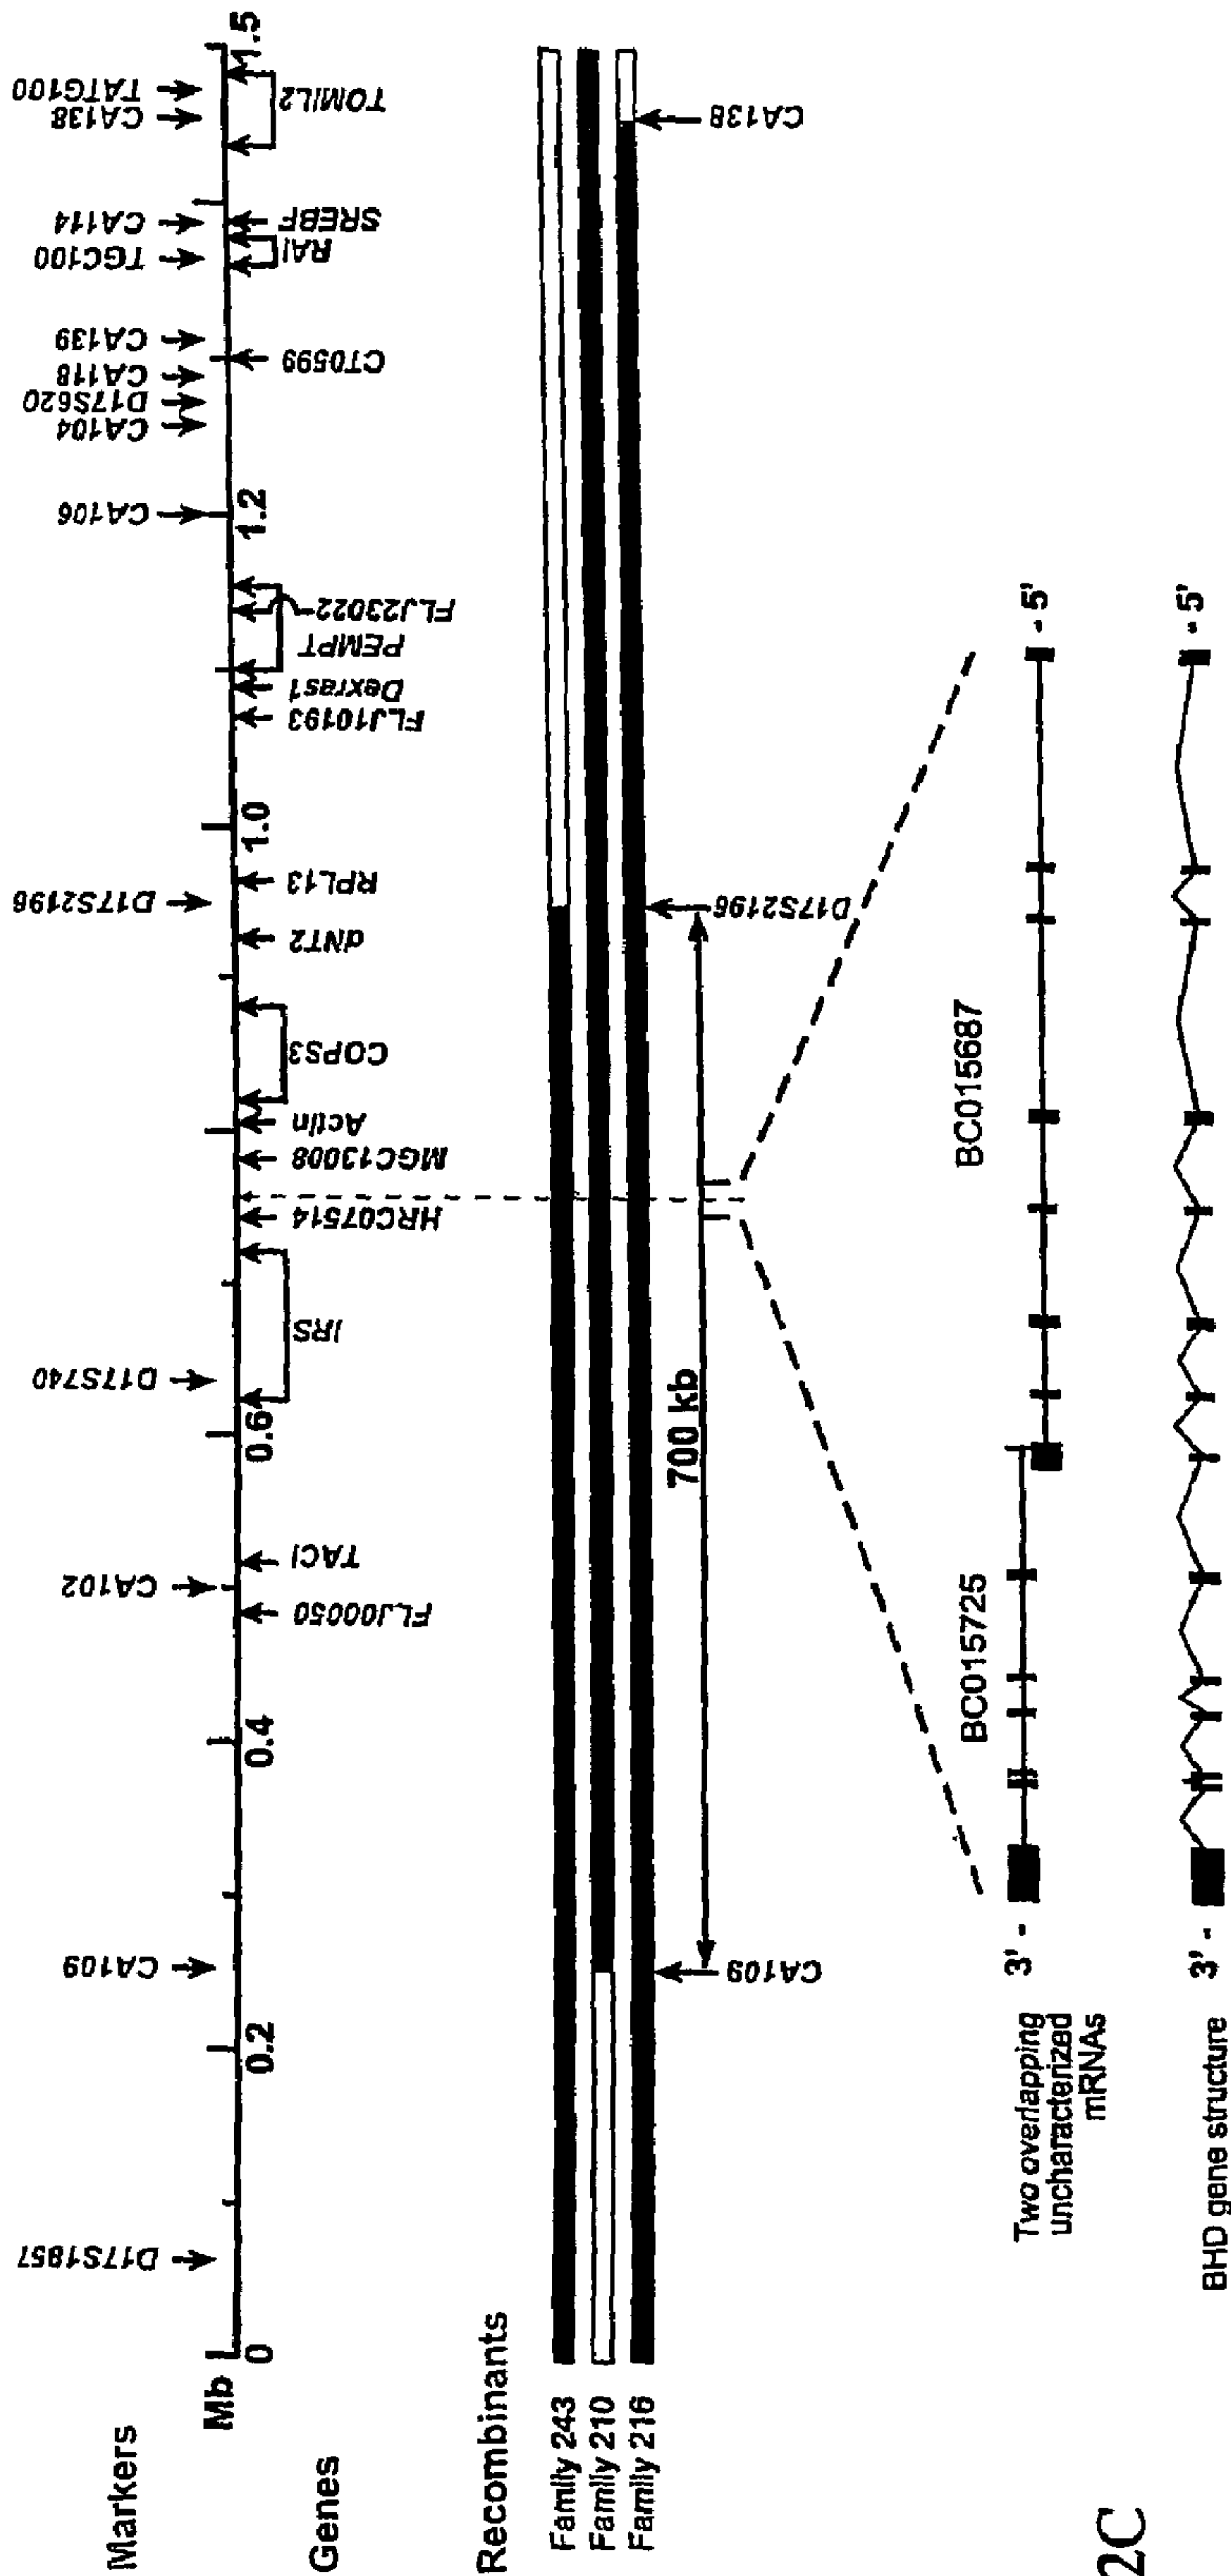 Markers
D17S1857
CA109
CA102
D17S740
D17S2196
CA106
CA104
D17S620
CA118
CA139
TGC100
CA114
CA138
TATG100
Mb
0
0.2
0.4
0.6
1.0
1.2
1.5
Genes
FLJ00050
TACI
IRS
HRC07514
MGC13008
Actin
COPS3
dNT2
RPL13
FLJ10193
Dexras1
PEMPT
FLJ23022
CT0599
RAI
SREBF
TOMIL2
Recombinants
Family 243
Family 210
Family 216
CA109
700 kb
D17S2196
CA138
BC015725
BC015687
3' -
- 5'
Two overlapping
uncharacterized
mRNAs
3' -
- 5'
BHD gene structure
2C